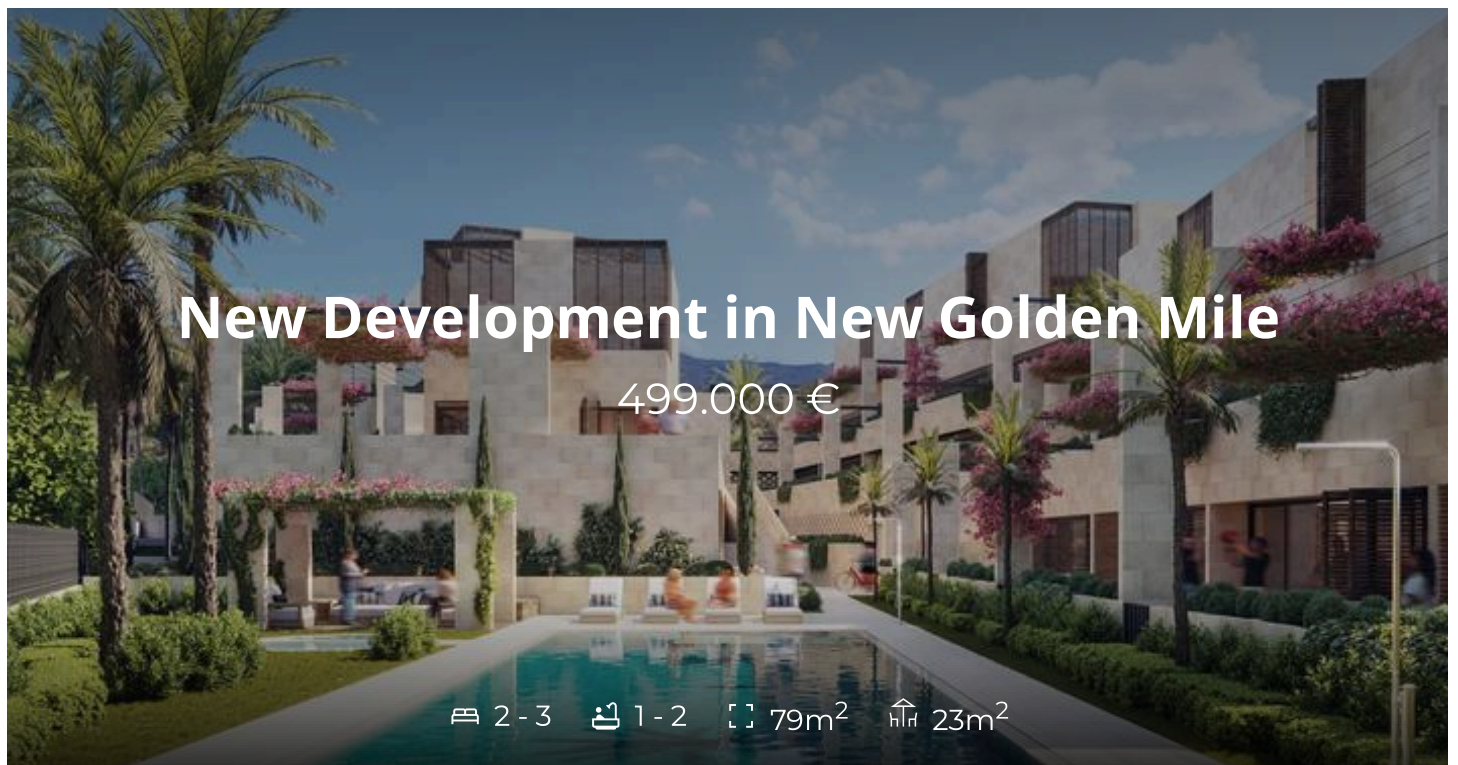 New Development in New Golden Mile
499.000 €
2 - 3 1 - 2 79m² 23m²